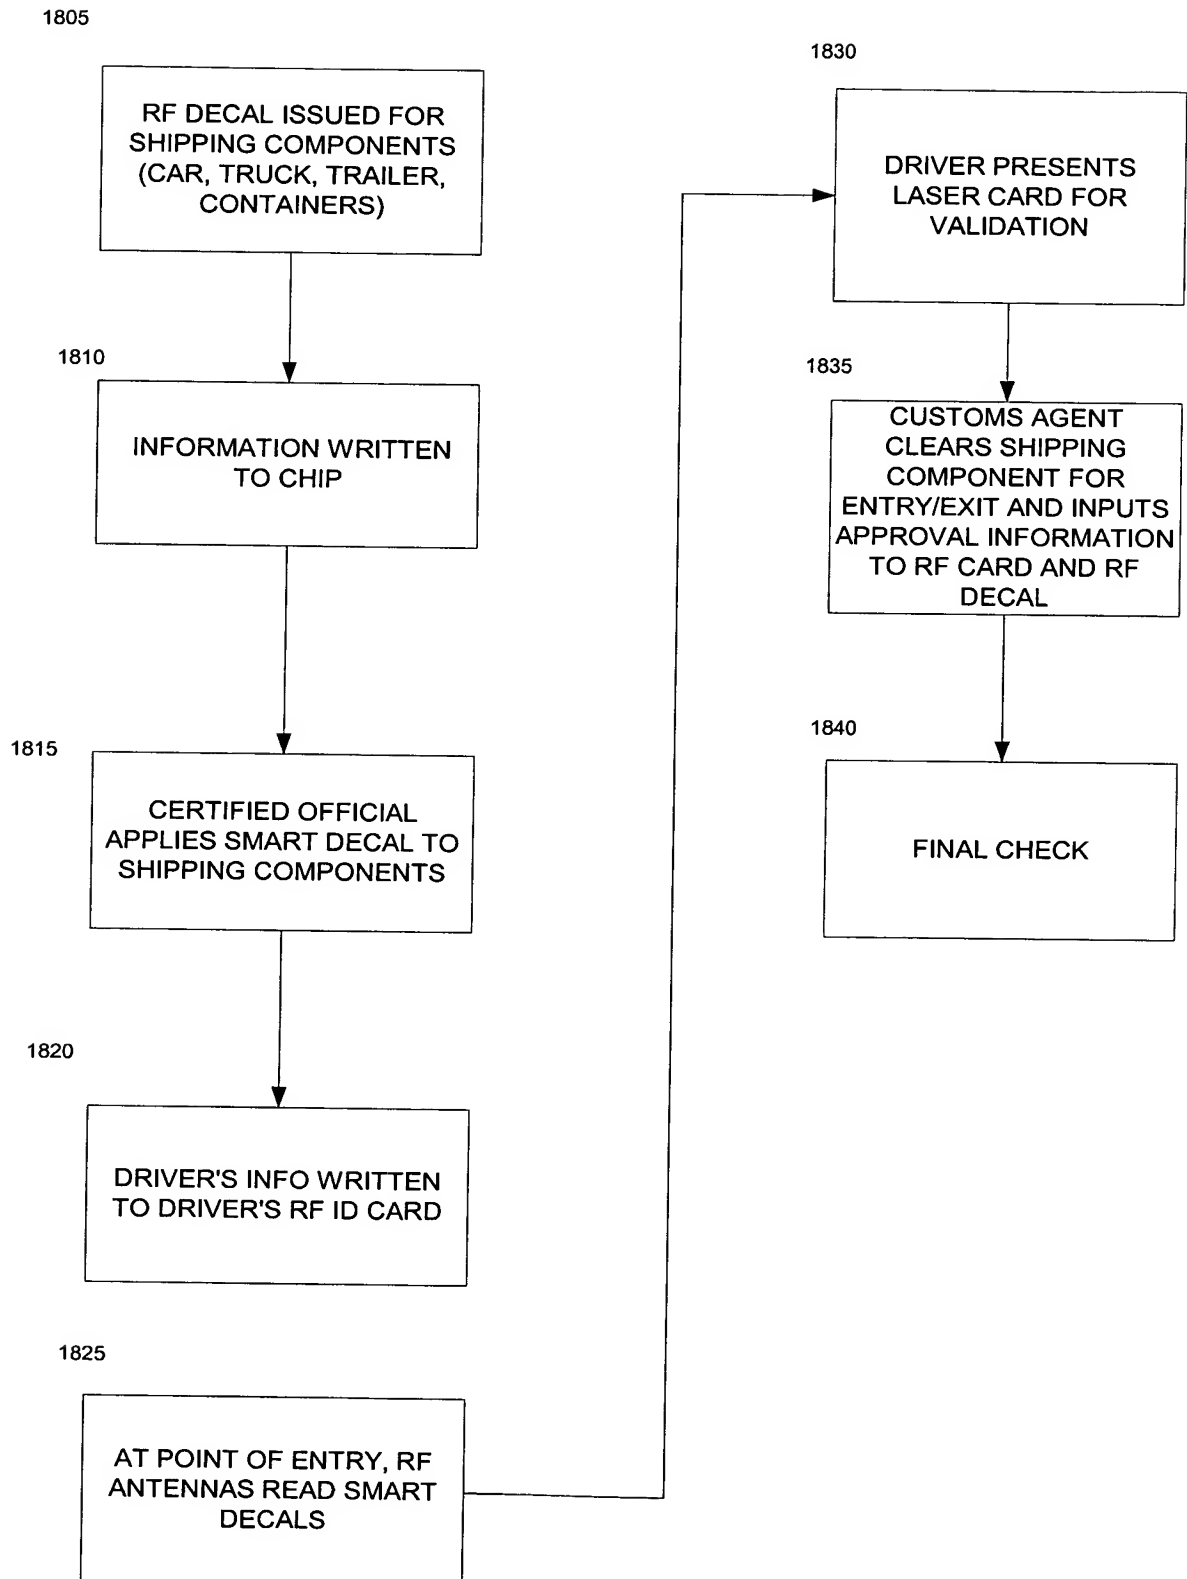 1805
RF DECAL ISSUED FOR
SHIPPING COMPONENTS
(CAR, TRUCK, TRAILER,
CONTAINERS)
1810
INFORMATION WRITTEN
TO CHIP
1815
CERTIFIED OFFICIAL
APPLIES SMART DECAL TO
SHIPPING COMPONENTS
1820
DRIVER'S INFO WRITTEN
TO DRIVER'S RF ID CARD
1825
AT POINT OF ENTRY, RF
ANTENNAS READ SMART
DECALS
1830
DRIVER PRESENTS
LASER CARD FOR
VALIDATION
1835
CUSTOMS AGENT
CLEARS SHIPPING
COMPONENT FOR
ENTRY/EXIT AND INPUTS
APPROVAL INFORMATION
TO RF CARD AND RF
DECAL
1840
FINAL CHECK